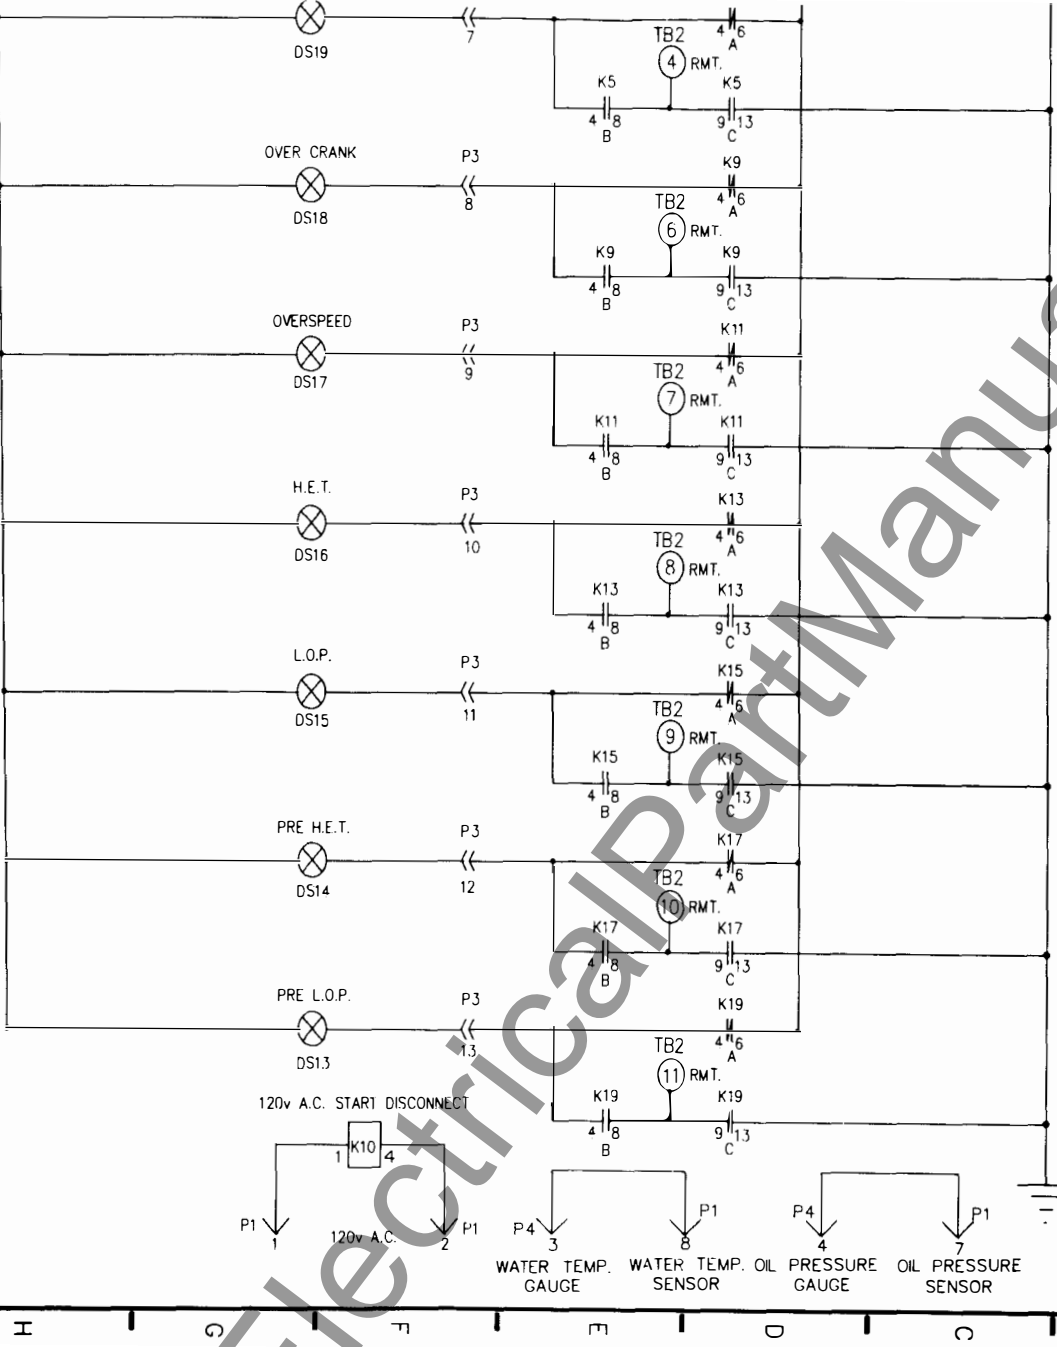 DS19
7
4 6
A
TB2
4 RMT.
K5
4 8
B
K5
9 13
C
OVER CRANK
DS18
P3
8
K9
4 6
A
TB2
6 RMT.
K9
4 8
B
K9
9 13
C
OVERSPEED
DS17
P3
9
K11
4 6
A
TB2
7 RMT.
K11
4 8
B
K11
9 13
C
H.E.T.
DS16
P3
10
K13
4 6
A
TB2
8 RMT.
K13
4 8
B
K13
9 13
C
L.O.P.
DS15
P3
11
K15
4 6
A
TB2
9 RMT.
K15
4 8
B
K15
9 13
C
PRE H.E.T.
DS14
P3
12
K17
4 6
A
TB2
10 RMT.
K17
4 8
B
K17
9 13
C
PRE L.O.P.
DS13
P3
13
K19
4 6
A
TB2
11 RMT.
K19
4 8
B
K19
9 13
C
120v A.C. START DISCONNECT
1 K10 4
P1
1
120v A.C.
P1
2
P4
3
WATER TEMP.
GAUGE
P1
8
WATER TEMP.
SENSOR
P4
4
OIL PRESSURE
GAUGE
P1
7
OIL PRESSURE
SENSOR
H G F E D C
ElectricalPartManu